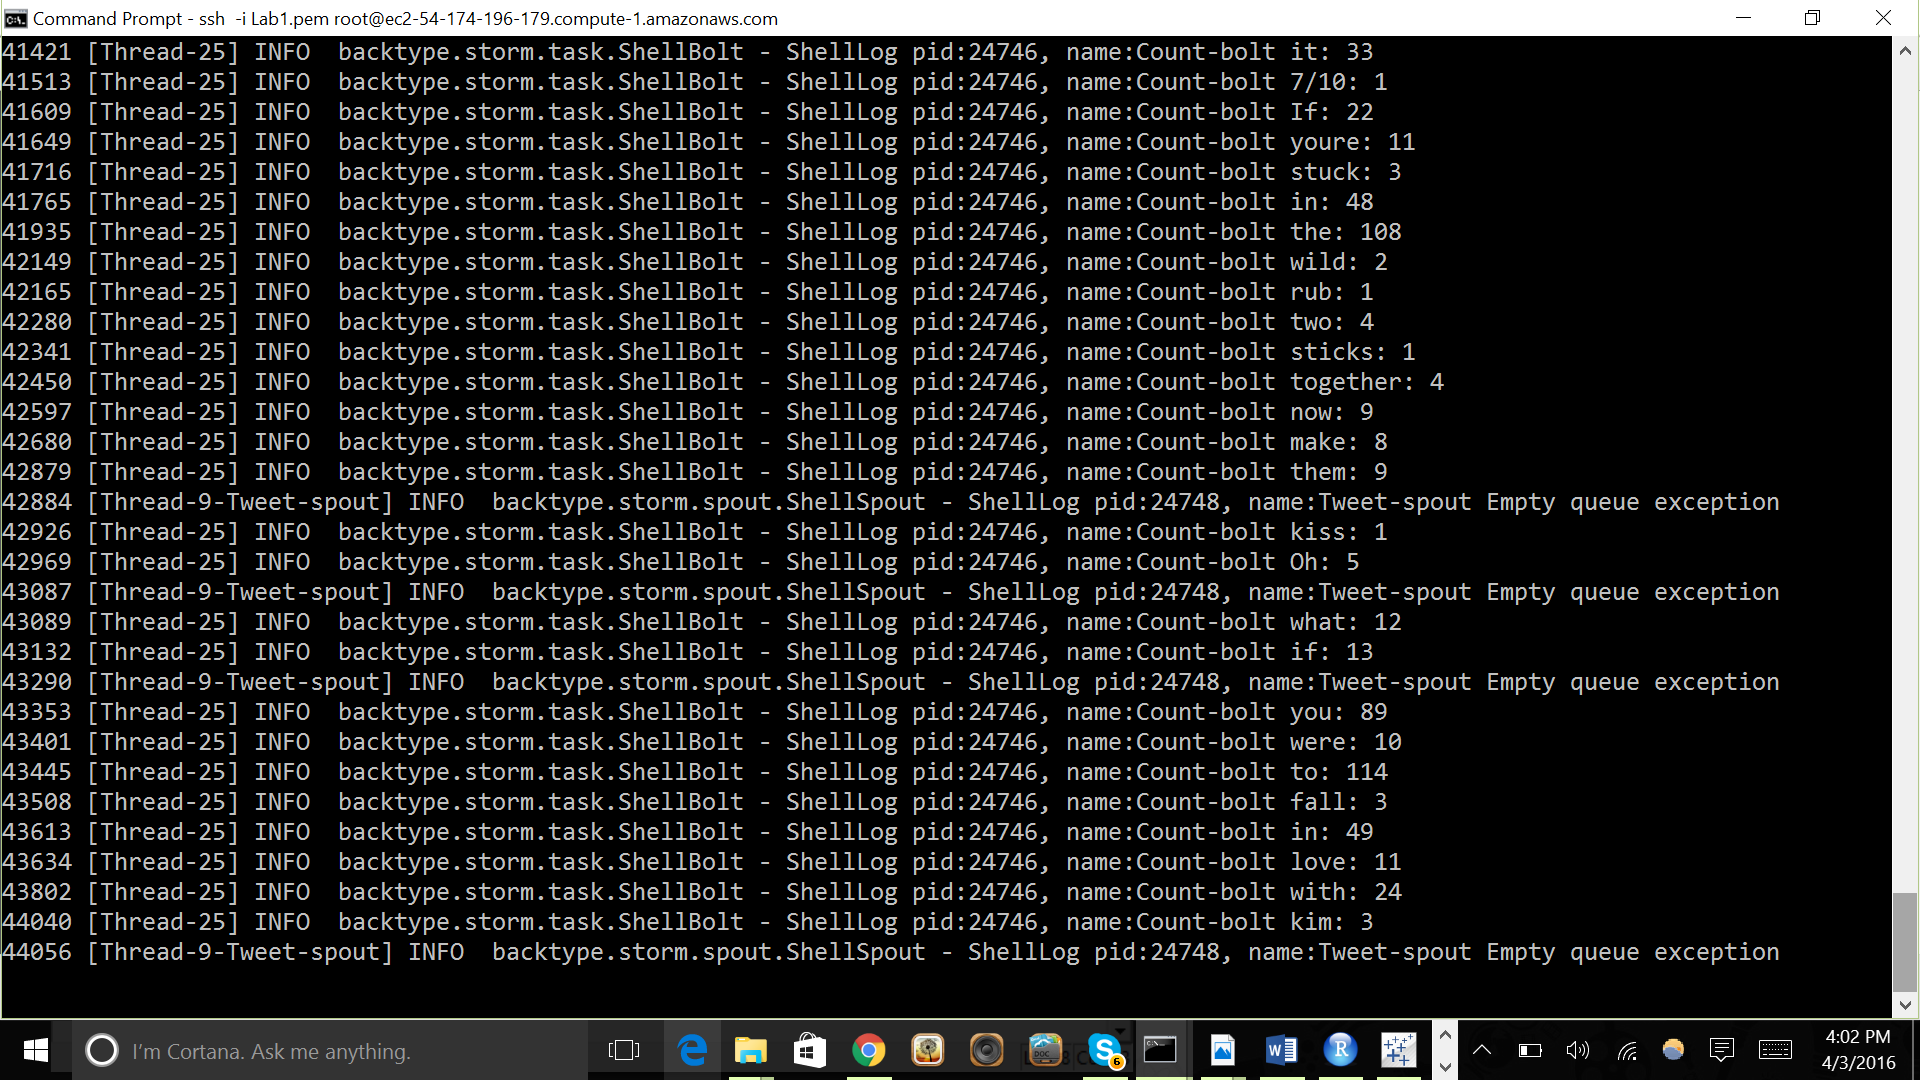 Command Prompt - ssh  -i Lab1.pem root@ec2-54-174-196-179.compute-1.amazonaws.com
41421 [Thread-25] INFO  backtype.storm.task.ShellBolt - ShellLog pid:24746, name:Count-bolt it: 33
41513 [Thread-25] INFO  backtype.storm.task.ShellBolt - ShellLog pid:24746, name:Count-bolt 7/10: 1
41609 [Thread-25] INFO  backtype.storm.task.ShellBolt - ShellLog pid:24746, name:Count-bolt If: 22
41649 [Thread-25] INFO  backtype.storm.task.ShellBolt - ShellLog pid:24746, name:Count-bolt youre: 11
41716 [Thread-25] INFO  backtype.storm.task.ShellBolt - ShellLog pid:24746, name:Count-bolt stuck: 3
41765 [Thread-25] INFO  backtype.storm.task.ShellBolt - ShellLog pid:24746, name:Count-bolt in: 48
41935 [Thread-25] INFO  backtype.storm.task.ShellBolt - ShellLog pid:24746, name:Count-bolt the: 108
42149 [Thread-25] INFO  backtype.storm.task.ShellBolt - ShellLog pid:24746, name:Count-bolt wild: 2
42165 [Thread-25] INFO  backtype.storm.task.ShellBolt - ShellLog pid:24746, name:Count-bolt rub: 1
42280 [Thread-25] INFO  backtype.storm.task.ShellBolt - ShellLog pid:24746, name:Count-bolt two: 4
42341 [Thread-25] INFO  backtype.storm.task.ShellBolt - ShellLog pid:24746, name:Count-bolt sticks: 1
42450 [Thread-25] INFO  backtype.storm.task.ShellBolt - ShellLog pid:24746, name:Count-bolt together: 4
42597 [Thread-25] INFO  backtype.storm.task.ShellBolt - ShellLog pid:24746, name:Count-bolt now: 9
42680 [Thread-25] INFO  backtype.storm.task.ShellBolt - ShellLog pid:24746, name:Count-bolt make: 8
42879 [Thread-25] INFO  backtype.storm.task.ShellBolt - ShellLog pid:24746, name:Count-bolt them: 9
42884 [Thread-9-Tweet-spout] INFO  backtype.storm.spout.ShellSpout - ShellLog pid:24748, name:Tweet-spout Empty queue exception
42926 [Thread-25] INFO  backtype.storm.task.ShellBolt - ShellLog pid:24746, name:Count-bolt kiss: 1
42969 [Thread-25] INFO  backtype.storm.task.ShellBolt - ShellLog pid:24746, name:Count-bolt Oh: 5
43087 [Thread-9-Tweet-spout] INFO  backtype.storm.spout.ShellSpout - ShellLog pid:24748, name:Tweet-spout Empty queue exception
43089 [Thread-25] INFO  backtype.storm.task.ShellBolt - ShellLog pid:24746, name:Count-bolt what: 12
43132 [Thread-25] INFO  backtype.storm.task.ShellBolt - ShellLog pid:24746, name:Count-bolt if: 13
43290 [Thread-9-Tweet-spout] INFO  backtype.storm.spout.ShellSpout - ShellLog pid:24748, name:Tweet-spout Empty queue exception
43353 [Thread-25] INFO  backtype.storm.task.ShellBolt - ShellLog pid:24746, name:Count-bolt you: 89
43401 [Thread-25] INFO  backtype.storm.task.ShellBolt - ShellLog pid:24746, name:Count-bolt were: 10
43445 [Thread-25] INFO  backtype.storm.task.ShellBolt - ShellLog pid:24746, name:Count-bolt to: 114
43508 [Thread-25] INFO  backtype.storm.task.ShellBolt - ShellLog pid:24746, name:Count-bolt fall: 3
43613 [Thread-25] INFO  backtype.storm.task.ShellBolt - ShellLog pid:24746, name:Count-bolt in: 49
43634 [Thread-25] INFO  backtype.storm.task.ShellBolt - ShellLog pid:24746, name:Count-bolt love: 11
43802 [Thread-25] INFO  backtype.storm.task.ShellBolt - ShellLog pid:24746, name:Count-bolt with: 24
44040 [Thread-25] INFO  backtype.storm.task.ShellBolt - ShellLog pid:24746, name:Count-bolt kim: 3
44056 [Thread-9-Tweet-spout] INFO  backtype.storm.spout.ShellSpout - ShellLog pid:24748, name:Tweet-spout Empty queue exception
I'm Cortana. Ask me anything.
6
4:02 PM
4/3/2016